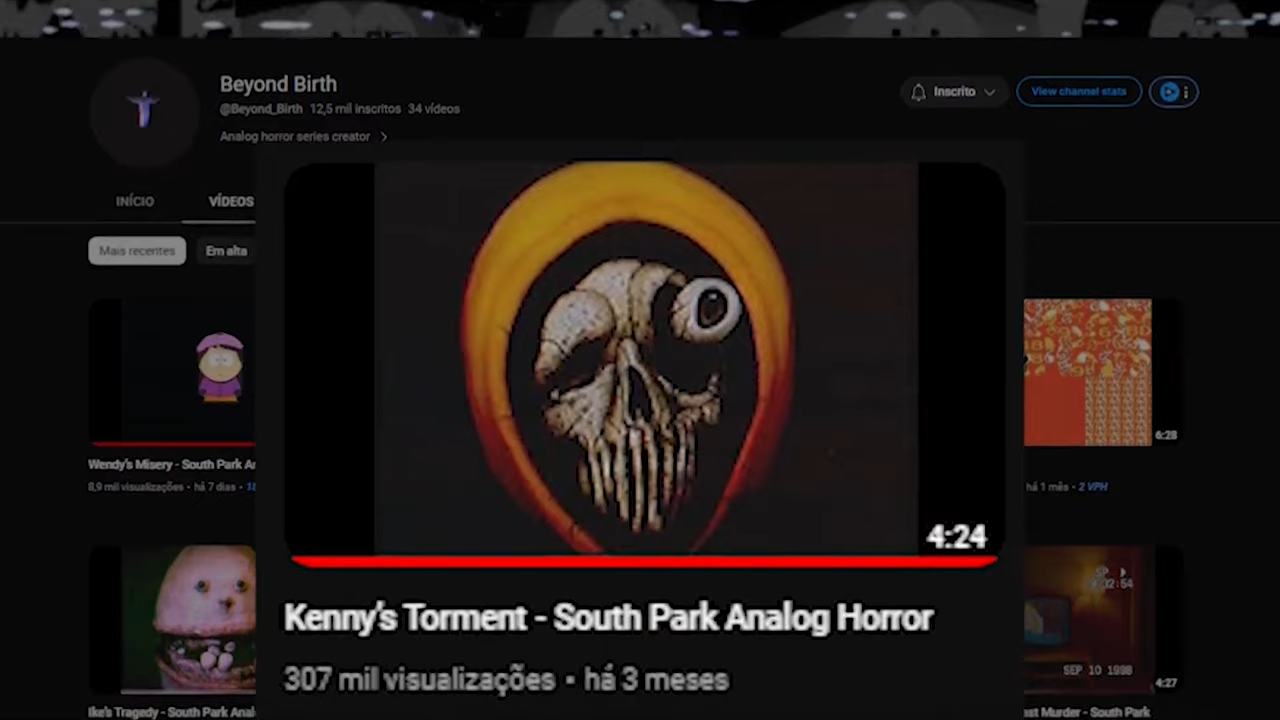 Beyond Birth
@Beyond_Birth 12,5 mil inscritos 34 vídeos
Analog horror series creator
Inscrito
View channel stats
INÍCIO
VÍDEOS
Mais recentes
Em alta
4:24
Kenny's Torment - South Park Analog Horror
307 mil visualizações • há 3 meses
Wendy's Misery - South Park
8,9 mil visualizações • há 7 dias •
6:28
há 1 mês • 2 VPH
SP
SEP 10 1998
4:27
Ike's Tragedy - South Park
Murder - South Park